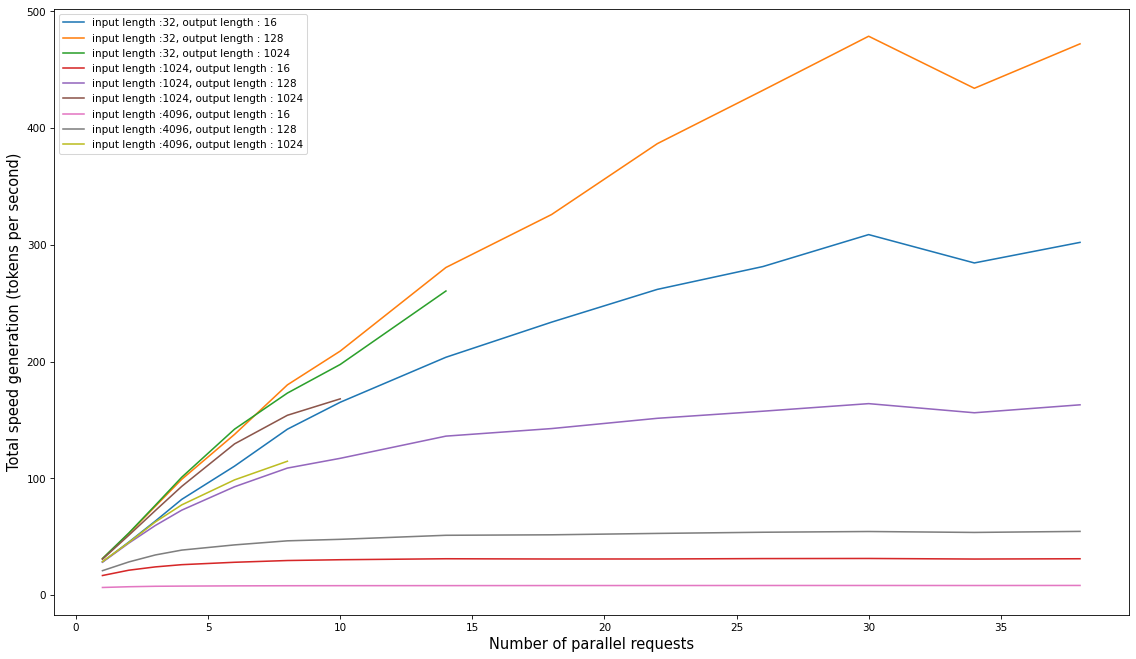 500
400
300
200
100
0
Total speed generation (tokens per second)
input length :32, output length : 16
input length :32, output length : 128
input length :32, output length : 1024
input length :1024, output length : 16
input length :1024, output length : 128
input length :1024, output length : 1024
input length :4096, output length : 16
input length :4096, output length : 128
input length :4096, output length : 1024
0 5 10 15 20 25 30 35
Number of parallel requests